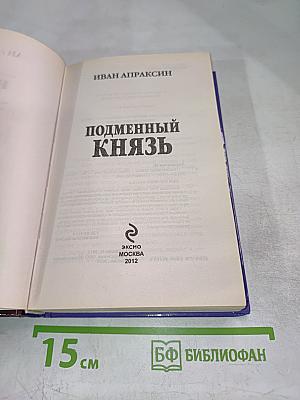 ИВАН АПРАКСИН
ПОДМЕННЫЙ
КНЯЗЬ
ЭКСМО
МОСКВА
2012
15 см
БФ БИБЛИОФАН